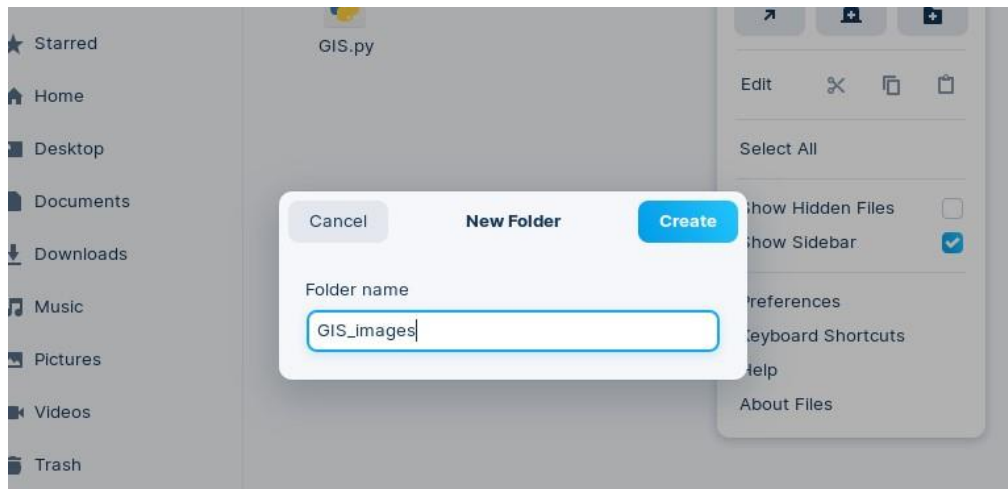 Starred
Home
Desktop
Documents
Downloads
Music
Pictures
Videos
Trash
GIS.py
Edit
Select All
Show Hidden Files
Show Sidebar
Preferences
Keyboard Shortcuts
Help
About Files
Cancel
New Folder
Create
Folder name
GIS_images